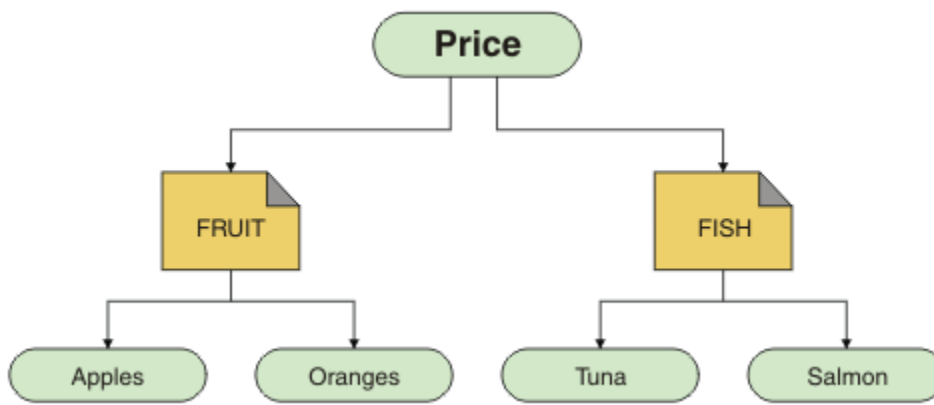 Price
FRUIT
FISH
Apples
Oranges
Tuna
Salmon